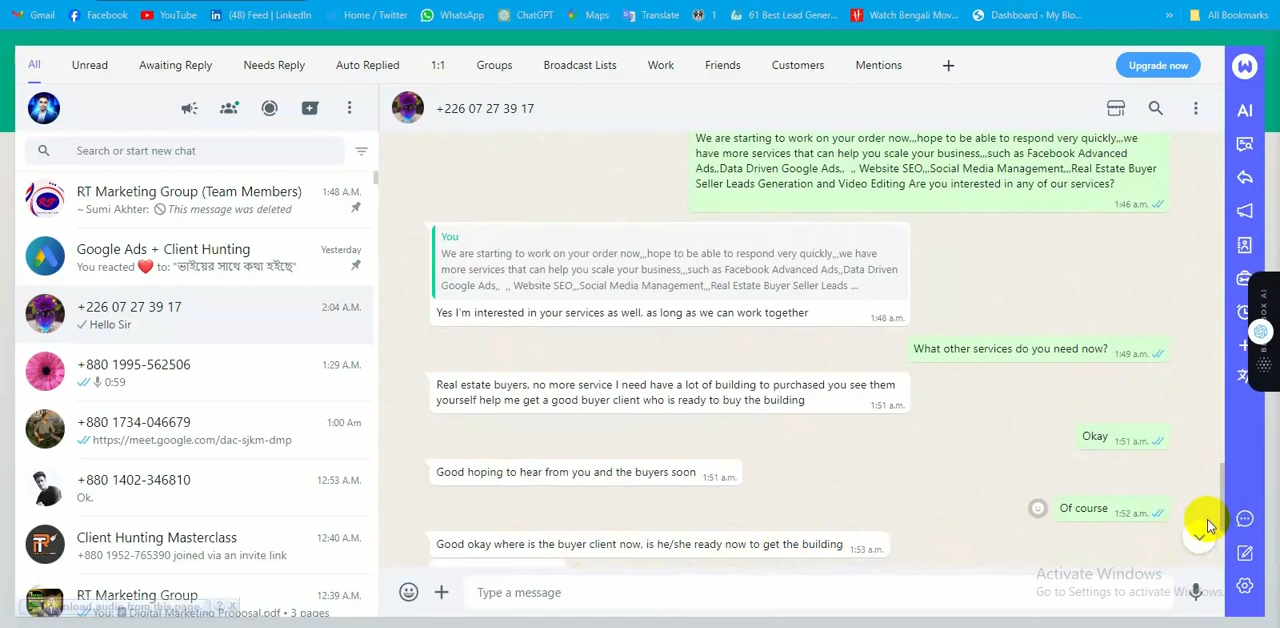 Gmail Facebook YouTube (48) Feed | LinkedIn Home / Twitter WhatsApp ChatGPT Maps Translate 1 61 Best Lead Gener... Watch Bengali Mov... Dashboard ‹ My Blo... » All Bookmarks
All Unread Awaiting Reply Needs Reply Auto Replied 1:1 Groups Broadcast Lists Work Friends Customers Mentions + Upgrade now
+226 07 27 39 17
AI
Search or start new chat
RT Marketing Group (Team Members) 1:48 A.M.
~ Sumi Akhter: This message was deleted
Google Ads + Client Hunting Yesterday
You reacted ❤️ to: "ভাইয়ের সাথে কথা হইছে"
+226 07 27 39 17 2:04 A.M.
Hello Sir
+880 1995-562506 1:29 A.M.
0:59
+880 1734-046679 1:00 Am
https://meet.google.com/dac-sjkm-dmp
+880 1402-346810 12:53 A.M.
Ok.
Client Hunting Masterclass 12:40 A.M.
+880 1952-765390 joined via an invite link
RT Marketing Group 12:39 A.M.
Download audio from this page ? ×
You: Digital Marketing Proposal.pdf • 3 pages
We are starting to work on your order now,,,hope to be able to respond very quickly,,,we
have more services that can help you scale your business,,,such as Facebook Advanced
Ads,,Data Driven Google Ads,, ,, Website SEO,,,Social Media Management,,,Real Estate Buyer
Seller Leads Generation and Video Editing Are you interested in any of our services?
1:46 a.m.
You
We are starting to work on your order now,,,hope to be able to respond very quickly,,,we
have more services that can help you scale your business,,,such as Facebook Advanced Ads,,Data Driven
Google Ads,, ,, Website SEO,,,Social Media Management,,,Real Estate Buyer Seller Leads ...
Yes I'm interested in your services as well, as long as we can work together 1:48 a.m.
What other services do you need now? 1:49 a.m.
Real estate buyers, no more service I need have a lot of building to purchased you see them
yourself help me get a good buyer client who is ready to buy the building 1:51 a.m.
Okay 1:51 a.m.
Good hoping to hear from you and the buyers soon 1:51 a.m.
Of course 1:52 a.m.
Good okay where is the buyer client now, is he/she ready now to get the building 1:53 a.m.
Type a message
Activate Windows
Go to Settings to activate Windows.